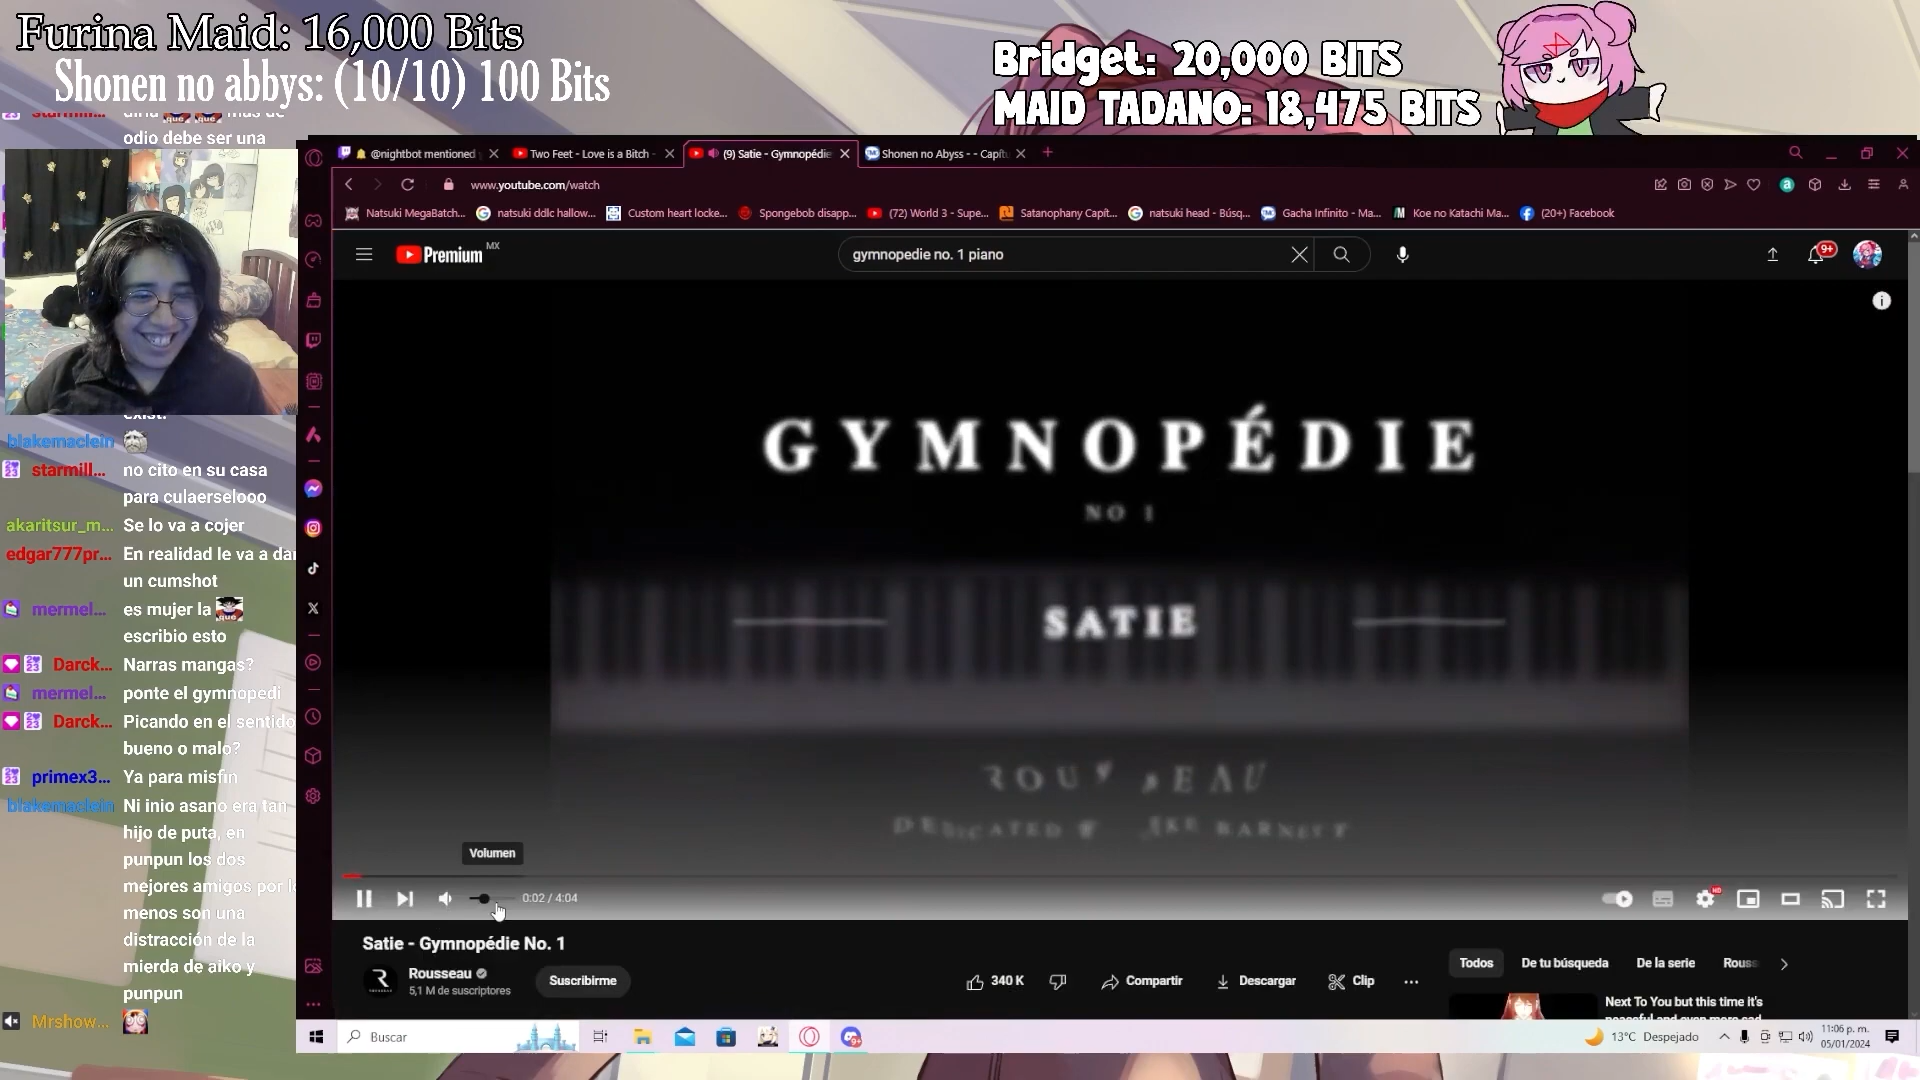 Furina Maid: 16,000 Bits
Shonen no abbys: (10/10) 100 Bits
Bridget: 20,000 BITS
MAID TADANO: 18,475 BITS
odio debe ser una
@nightbot mentioned
Two Feet - Love is a Bitch -
(9) Satie - Gymnopédie
Shonen no Abyss - - Capít
www.youtube.com/watch
Natsuki MegaBatch...
natsuki ddlc hallow...
Custom heart locke...
Spongebob disapp...
(72) World 3 - Supe...
Satanophany Capít...
natsuki head - Búsq...
Gacha Infinito - Ma...
Koe no Katachi Ma...
(20+) Facebook
Premium MX
gymnopedie no. 1 piano
9+
GYMNOPÉDIE
NO 1
SATIE
Volumen
0:02 / 4:04
HD
Satie - Gymnopédie No. 1
Rousseau
5,1 M de suscriptores
Suscribirme
340 K
Compartir
Descargar
Clip
Todos
De tu búsqueda
De la serie
Rouss
Next To You but this time it's
blakemaclein
starmill... no cito en su casa
para culaerselooo
akaritsur_m... Se lo va a cojer
edgar777pr... En realidad le va a dar
un cumshot
mermel... es mujer la
escribio esto
Darck... Narras mangas?
mermel... ponte el gymnopedi
Darck... Picando en el sentido
bueno o malo?
primex3... Ya para misfin
blakemaclein Ni inio asano era tan
hijo de puta, en
punpun los dos
mejores amigos por l
menos son una
distracción de la
mierda de aiko y
punpun
Mrshow...
Buscar
13°C Despejado
11:06 p. m.
05/01/2024